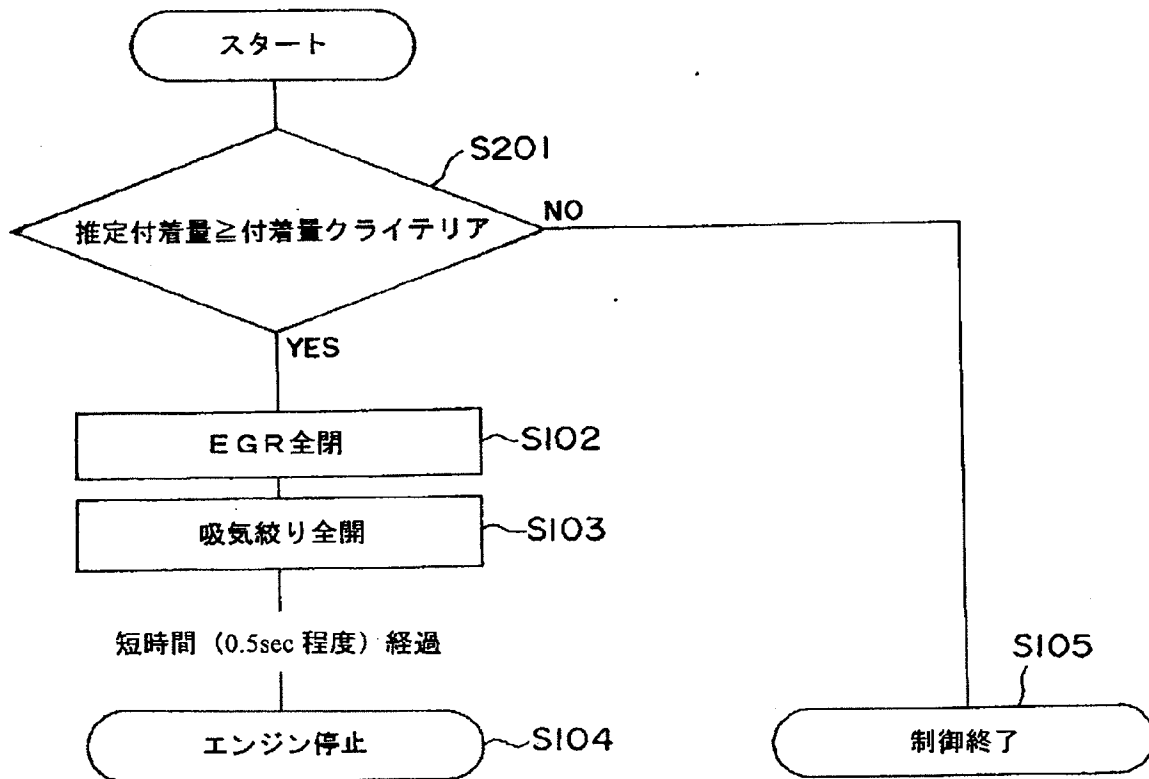 スタート
S201
推定付着量≧付着量クライテリア
NO
YES
EGR全閉
S102
吸気絞り全開
S103
短時間（0.5sec 程度）経過
S105
エンジン停止
S104
制御終了